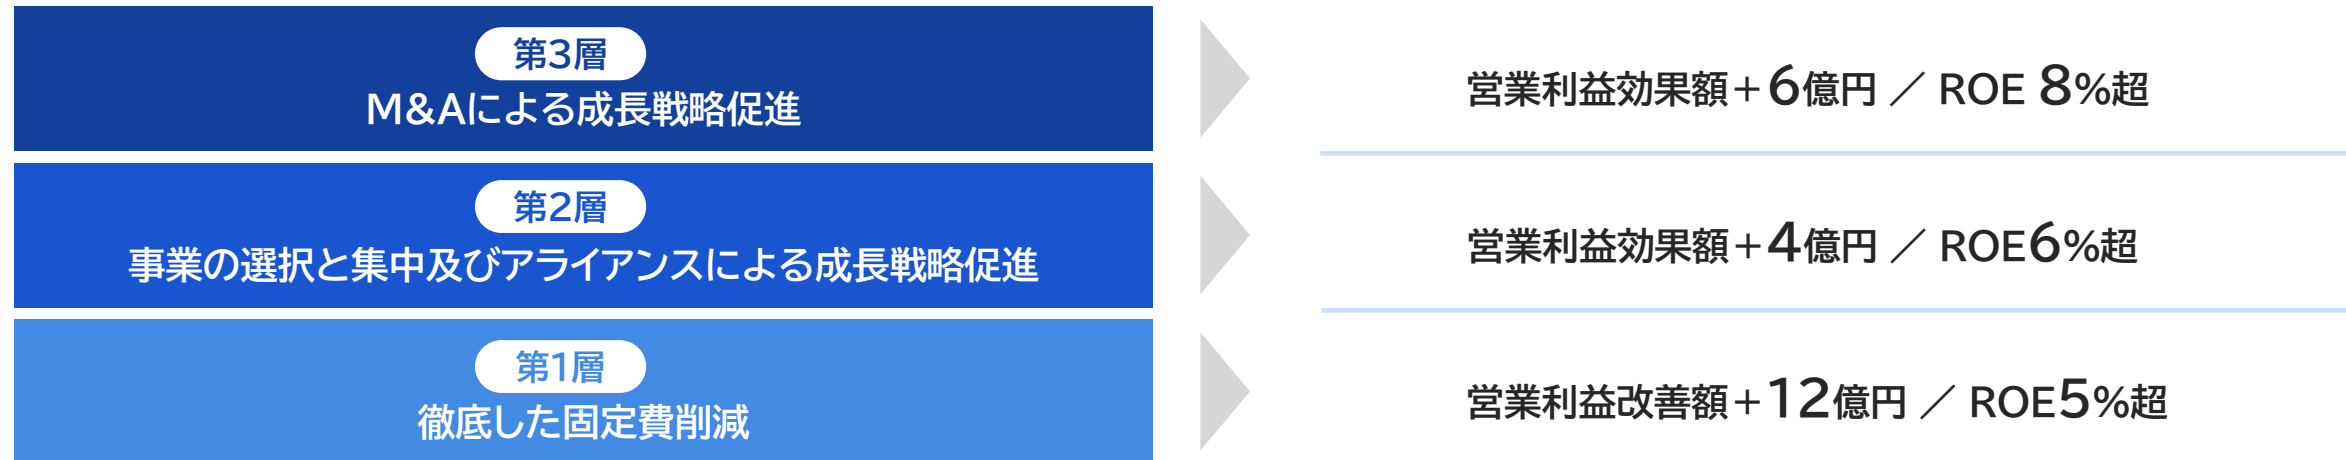 第3層
M&Aによる成長戦略促進
営業利益効果額＋6億円 ／ ROE 8%超
第2層
事業の選択と集中及びアライアンスによる成長戦略促進
営業利益効果額＋4億円 ／ ROE6%超
第1層
徹底した固定費削減
営業利益改善額＋12億円 ／ ROE5%超